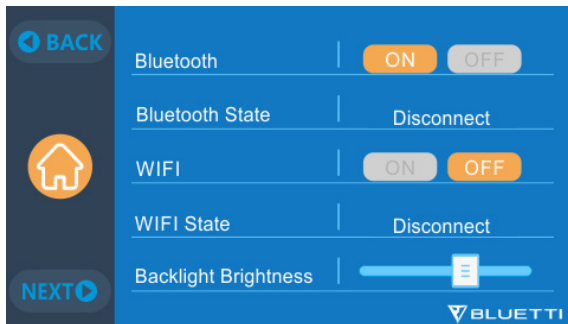 BACK
Bluetooth ON OFF
Bluetooth State Disconnect
WIFI ON OFF
WIFI State Disconnect
Backlight Brightness
NEXT
BLUETTI